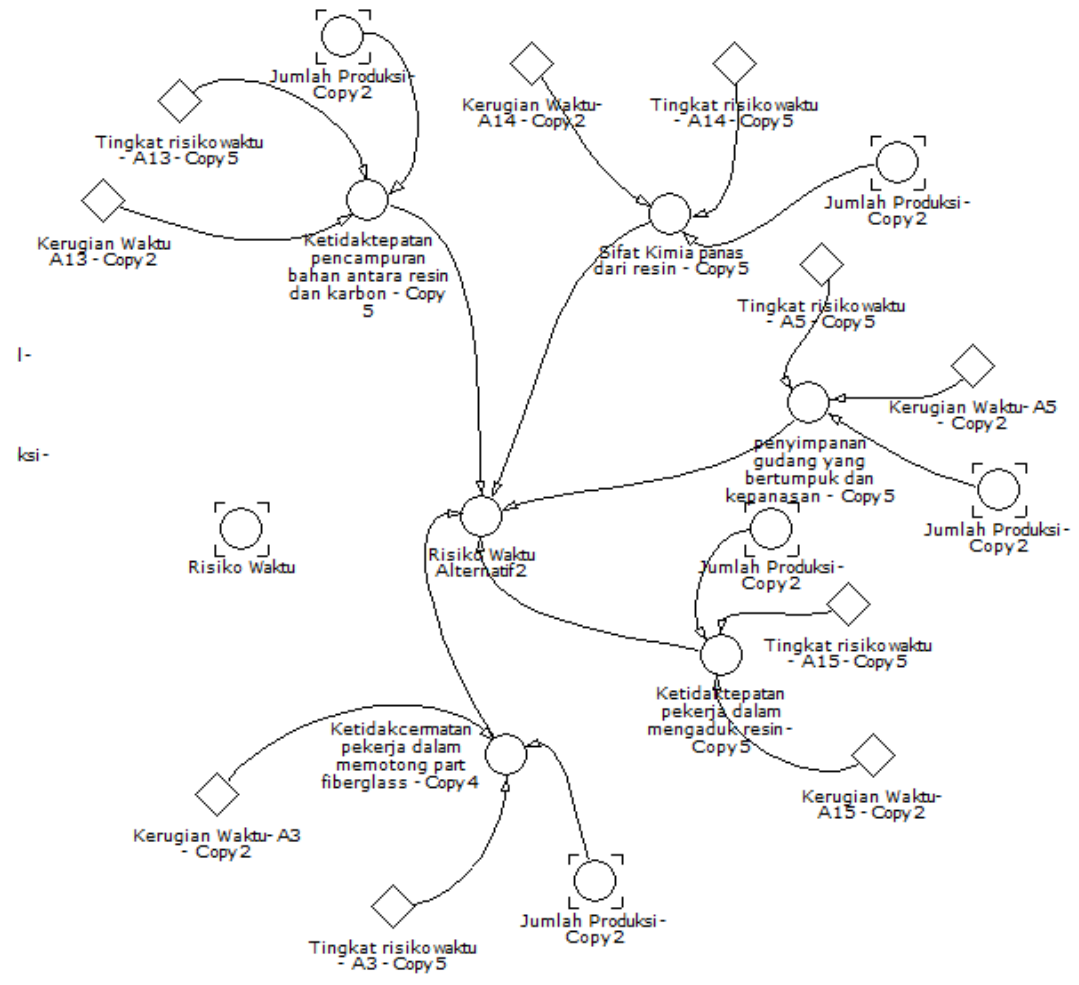 Jumlah Produksi-
Copy 2
Tingkat risiko waktu
- A13 - Copy 5
Kerugian Waktu
A13 - Copy 2
Ketidaktepatan
pencampuran
bahan antara resin
dan karbon - Copy
5
Kerugian Waktu-
A14 - Copy 2
Tingkat risiko waktu
- A14 - Copy 5
Jumlah Produksi-
Copy 2
Sifat Kimia panas
dari resin - Copy 5
Tingkat risiko waktu
- A5 - Copy 5
Kerugian Waktu- A5
- Copy 2
penyimpanan
gudang yang
bertumpuk dan
kepanasan - Copy 5
Jumlah Produksi-
Copy 2
l-
ksi-
Risiko Waktu
Risiko Waktu
Alternatif 2
Jumlah Produksi-
Copy 2
Tingkat risiko waktu
- A15 - Copy 5
Ketidaktepatan
pekerja dalam
mengaduk resin-
Copy 5
Kerugian Waktu-
A15 - Copy 2
Ketidakcermatan
pekerja dalam
memotong part
fiberglass - Copy 4
Kerugian Waktu- A3
- Copy 2
Tingkat risiko waktu
- A3 - Copy 5
Jumlah Produksi-
Copy 2